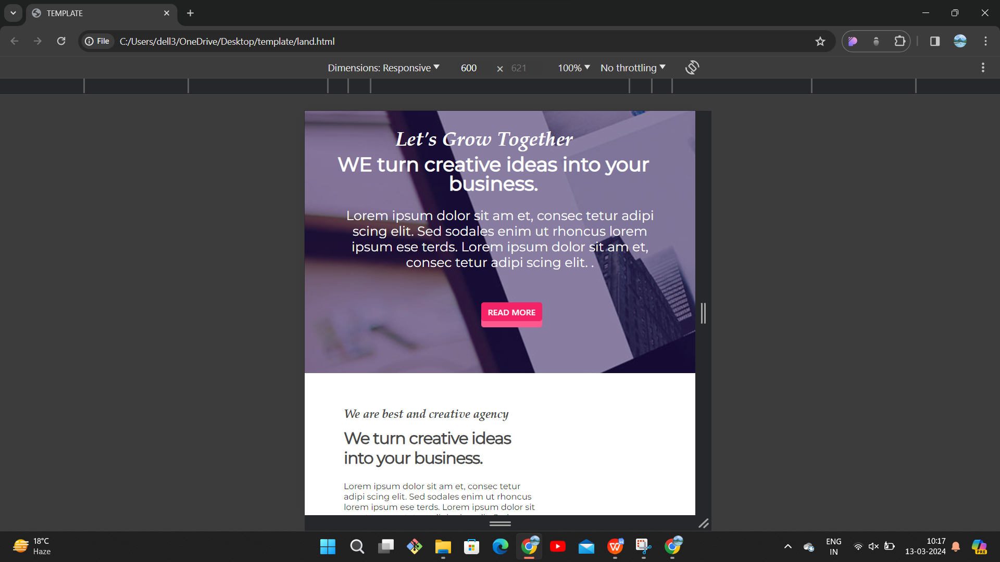 TEMPLATE
File
C:/Users/dell3/OneDrive/Desktop/template/land.html
Dimensions: Responsive
600
×
621
100%
No throttling
Let's Grow Together
WE turn creative ideas into your
business.
Lorem ipsum dolor sit am et, consec tetur adipi
scing elit. Sed sodales enim ut rhoncus lorem
ipsum ese terds. Lorem ipsum dolor sit am et,
consec tetur adipi scing elit. .
READ MORE
We are best and creative agency
We turn creative ideas
into your business.
Lorem ipsum dolor sit am et, consec tetur
adipi scing elit. Sed sodales enim ut rhoncus
lorem ipsum ese terds. Lorem ipsum dolor sit
18°C
Haze
W
W
ENG
IN
10:17
13-03-2024
PRE